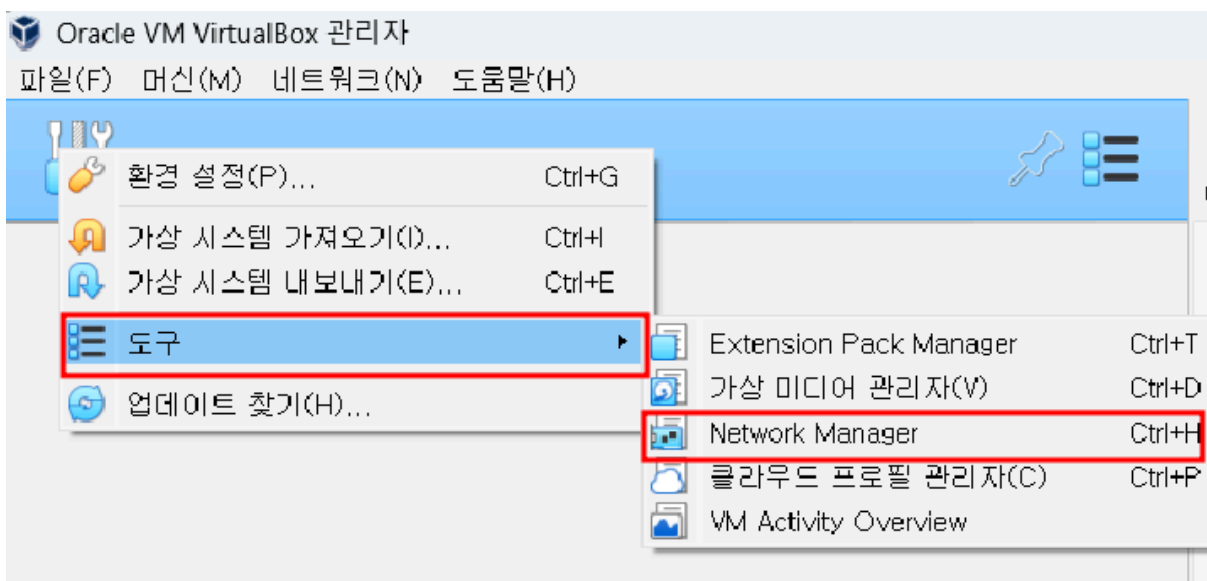 Oracle VM VirtualBox 관리자
파일(F) 머신(M) 네트워크(N) 도움말(H)
환경 설정(P)... Ctrl+G
가상 시스템 가져오기(I)... Ctrl+I
가상 시스템 내보내기(E)... Ctrl+E
도구
업데이트 찾기(H)...
Extension Pack Manager Ctrl+T
가상 미디어 관리자(V) Ctrl+D
Network Manager Ctrl+H
클라우드 프로필 관리자(C) Ctrl+P
VM Activity Overview